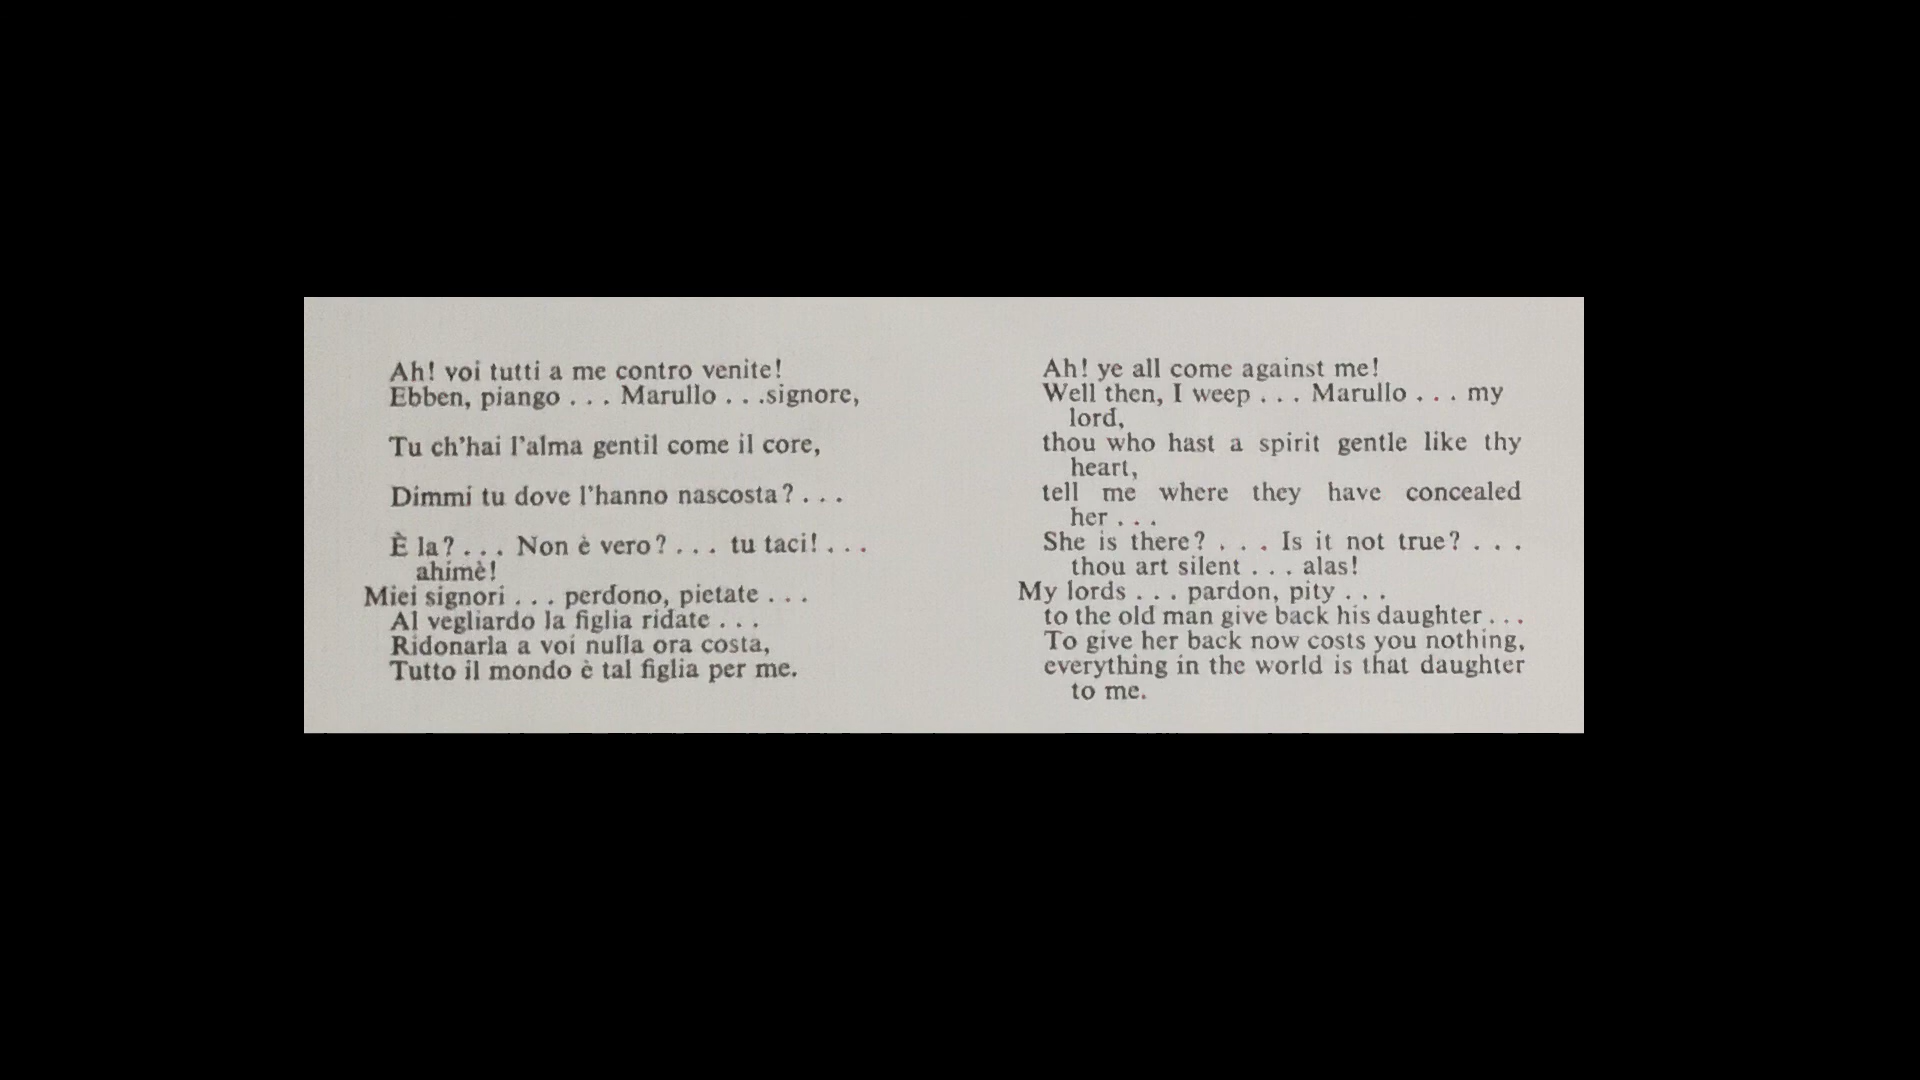 Ah! voi tutti a me contro venite!
Ebben, piango . . . Marullo . . .signore,
Tu ch'hai l'alma gentil come il core,
Dimmi tu dove l'hanno nascosta? . . .
È la? . . . Non è vero? . . . tu taci! . . .
ahimè!
Miei signori . . . perdono, pietate . . .
Al vegliardo la figlia ridate . . .
Ridonarla a voi nulla ora costa,
Tutto il mondo è tal figlia per me.
Ah! ye all come against me!
Well then, I weep . . . Marullo . . . my
lord,
thou who hast a spirit gentle like thy
heart,
tell me where they have concealed
her . . .
She is there? . . . Is it not true? . . .
thou art silent . . . alas!
My lords . . . pardon, pity . . .
to the old man give back his daughter . . .
To give her back now costs you nothing,
everything in the world is that daughter
to me.